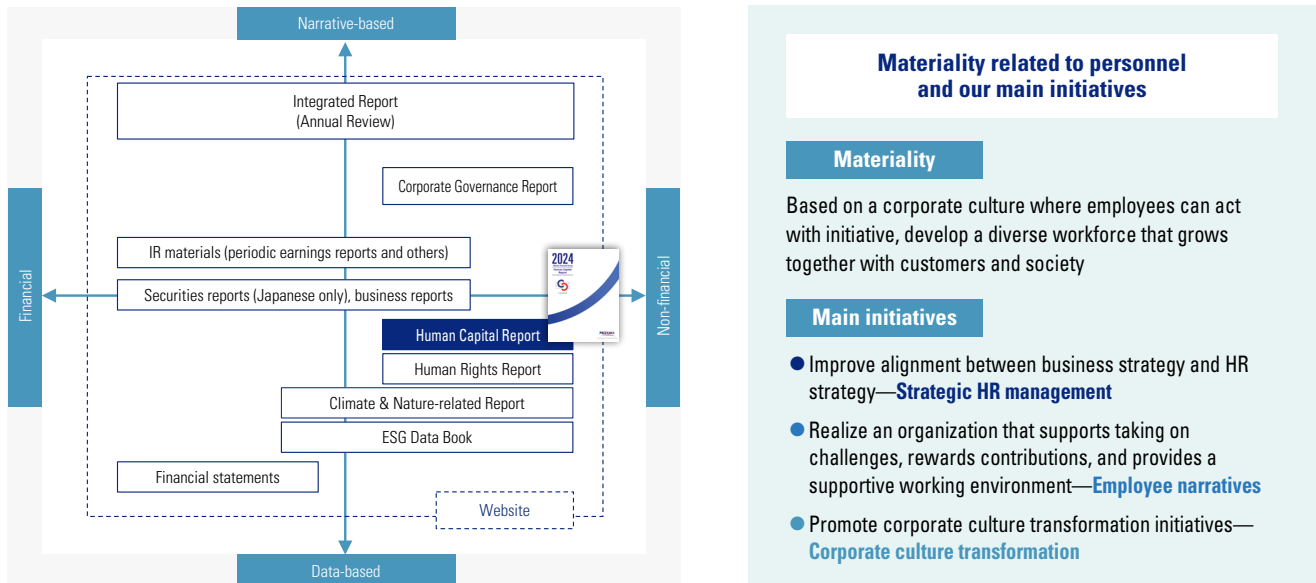 Narrative-based
Integrated Report
(Annual Review)
Corporate Governance Report
IR materials (periodic earnings reports and others)
Securities reports (Japanese only), business reports
2024
Human Capital
Report
Human Capital Report
Human Rights Report
Climate & Nature-related Report
ESG Data Book
Financial statements
Website
Financial
Non-financial
Data-based
Materiality related to personnel
and our main initiatives
Materiality
Based on a corporate culture where employees can act
with initiative, develop a diverse workforce that grows
together with customers and society
Main initiatives
● Improve alignment between business strategy and HR
strategy—Strategic HR management
● Realize an organization that supports taking on
challenges, rewards contributions, and provides a
supportive working environment—Employee narratives
● Promote corporate culture transformation initiatives—
Corporate culture transformation